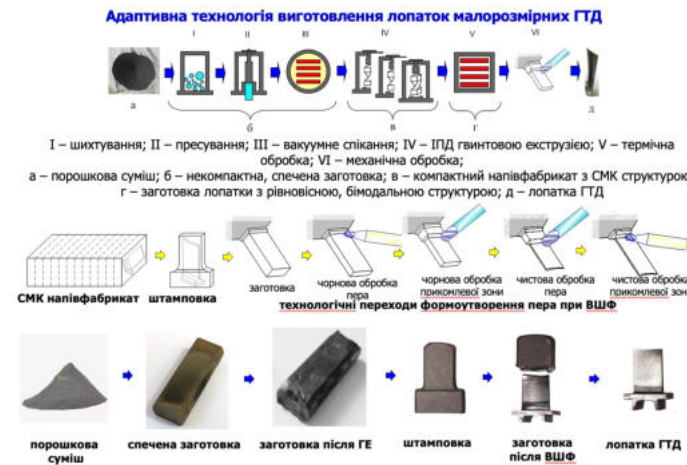 Адаптивна технологія виготовлення лопаток малорозмірних ГТД
I II III IV V VI
а д
б в г
I – шихтування; II – пресування; III – вакуумне спікання; IV – ІПД гвинтовою екструзією; V – термічна
обробка; VI – механічна обробка;
а – порошкова суміш; б – некомпактна, спечена заготовка; в – компактний напівфабрикат з СМК структурою
г – заготовка лопатки з рівновісною, бімодальною структурою; д – лопатка ГТД
СМК напівфабрикат штамповка заготовка чорнова обробка чорнова обробка чистова обробка чистова обробка
пера прикомлевої зони пера прикомлевої зон
технологічні переходи формоутворення пера при ВШФ
порошкова спечена заготовка заготовка після ГЕ штамповка заготовка лопатка ГТД
суміш після ВШФ